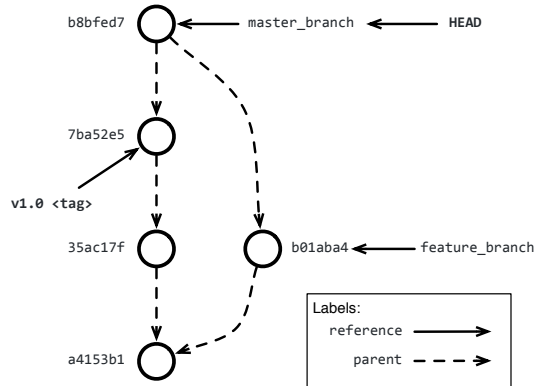 b8bfed7 master_branch HEAD
7ba52e5
v1.0 <tag>
35ac17f b01aba4 feature_branch
Labels:
reference
parent
a4153b1